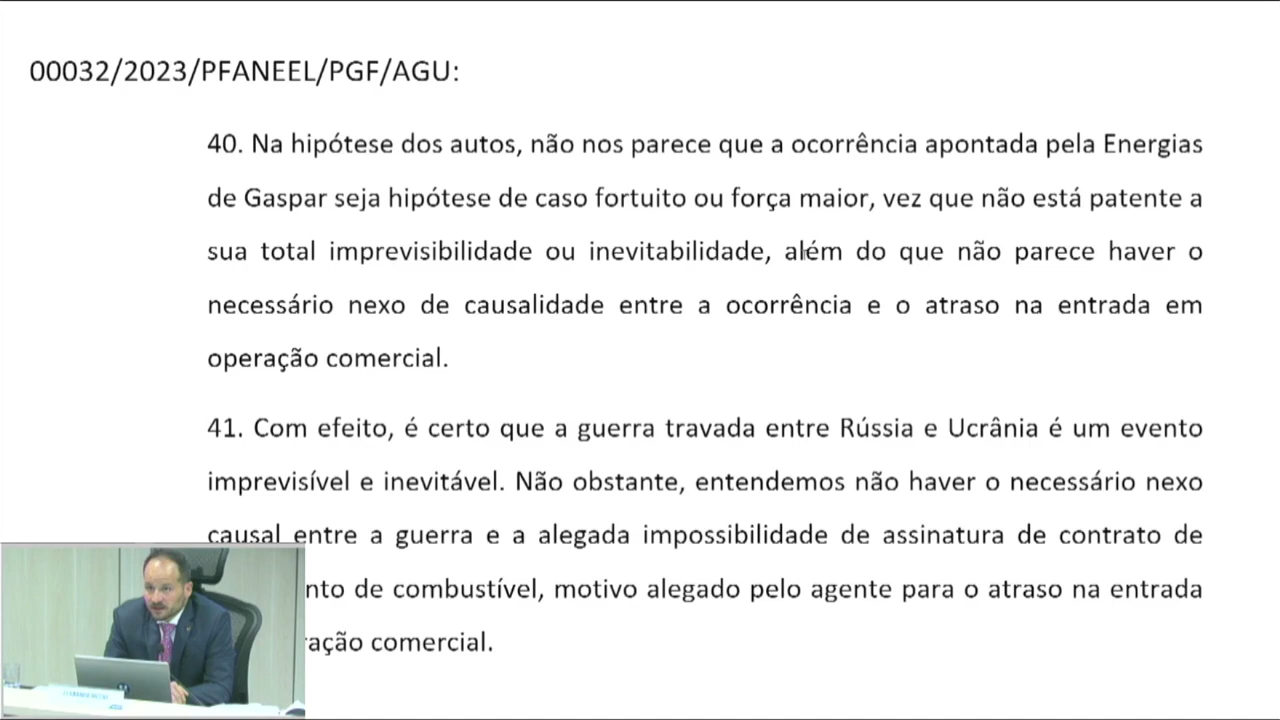 00032/2023/PFANEEL/PGF/AGU:
40. Na hipótese dos autos, não nos parece que a ocorrência apontada pela Energias
de Gaspar seja hipótese de caso fortuito ou força maior, vez que não está patente a
sua total imprevisibilidade ou inevitabilidade, além do que não parece haver o
necessário nexo de causalidade entre a ocorrência e o atraso na entrada em
operação comercial.
41. Com efeito, é certo que a guerra travada entre Rússia e Ucrânia é um evento
imprevisível e inevitável. Não obstante, entendemos não haver o necessário nexo
causal entre a guerra e a alegada impossibilidade de assinatura de contrato de
nto de combustível, motivo alegado pelo agente para o atraso na entrada
ração comercial.